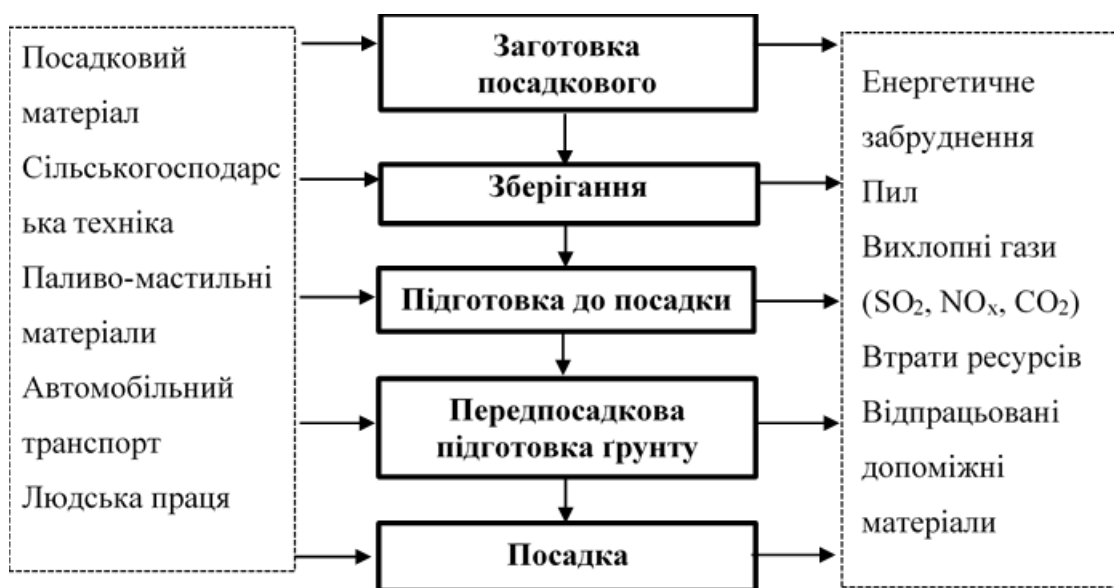 Посадковий
матеріал
Сільськогосподарс
ька техніка
Паливо-мастильні
матеріали
Автомобільний
транспорт
Людська праця
Заготовка
посадкового
Зберігання
Підготовка до посадки
Передпосадкова
підготовка ґрунту
Посадка
Енергетичне
забруднення
Пил
Вихлопні гази
(SO₂, NOₓ, CO₂)
Втрати ресурсів
Відпрацьовані
допоміжні
матеріали